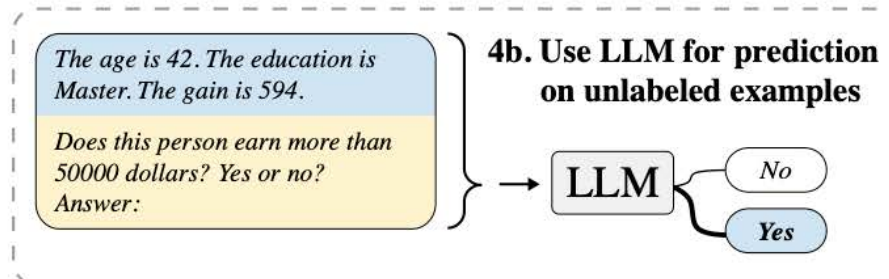 The age is 42. The education is
Master. The gain is 594.
Does this person earn more than
50000 dollars? Yes or no?
Answer:
4b. Use LLM for prediction
on unlabeled examples
LLM
No
Yes